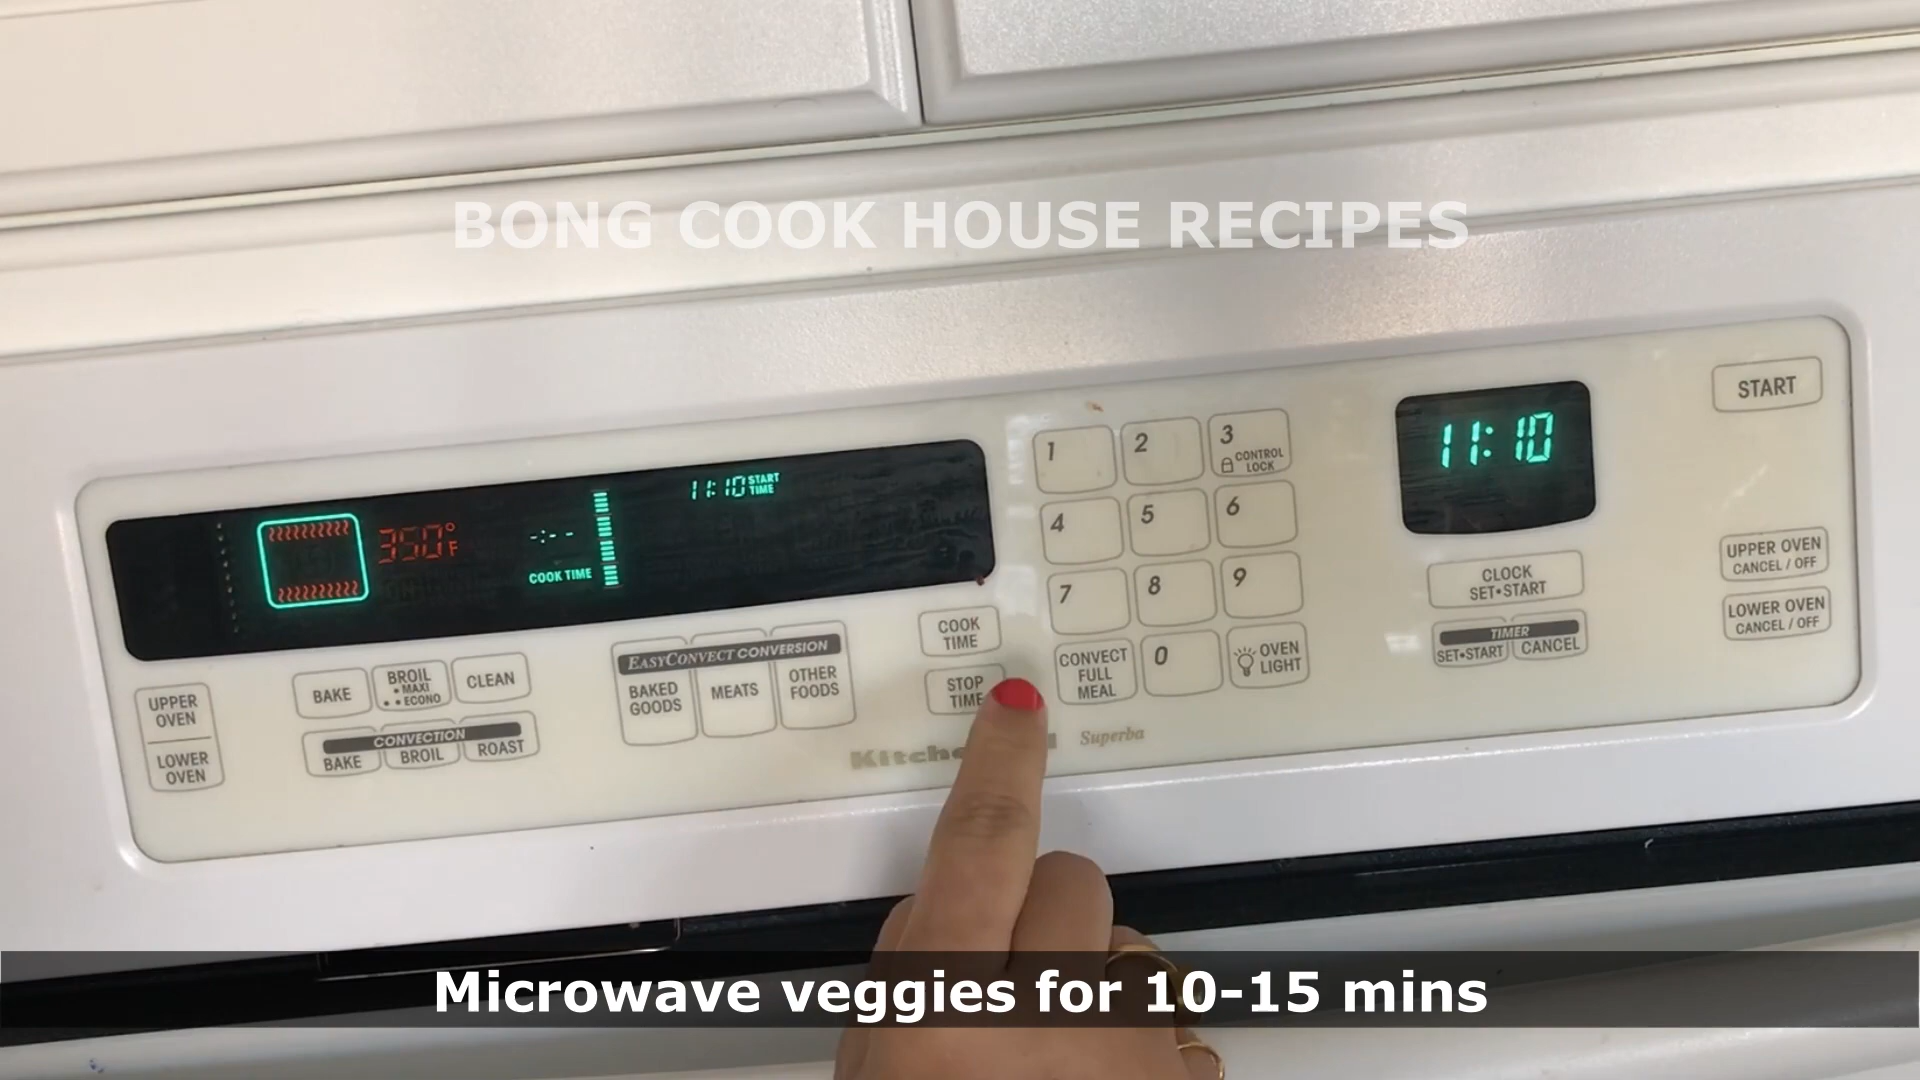 BONG COOK HOUSE RECIPES
START
11:10
1
2
3
CONTROL
LOCK
11:10 START
TIME
350°F
-:--
COOK TIME
4
5
6
7
8
9
CONVECT
FULL
MEAL
0
OVEN
LIGHT
CLOCK
SET•START
TIMER
SET•START
CANCEL
UPPER OVEN
CANCEL / OFF
LOWER OVEN
CANCEL / OFF
COOK
TIME
STOP
TIME
EASYCONVECT CONVERSION
BAKED
GOODS
MEATS
OTHER
FOODS
BAKE
BROIL
• MAXI
• • ECONO
CLEAN
CONVECTION
BAKE
BROIL
ROAST
UPPER
OVEN
LOWER
OVEN
Superba
Microwave veggies for 10-15 mins